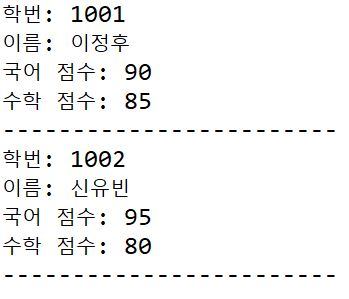 학번: 1001
이름: 이정후
국어 점수: 90
수학 점수: 85
------------------------
학번: 1002
이름: 신유빈
국어 점수: 95
수학 점수: 80
------------------------